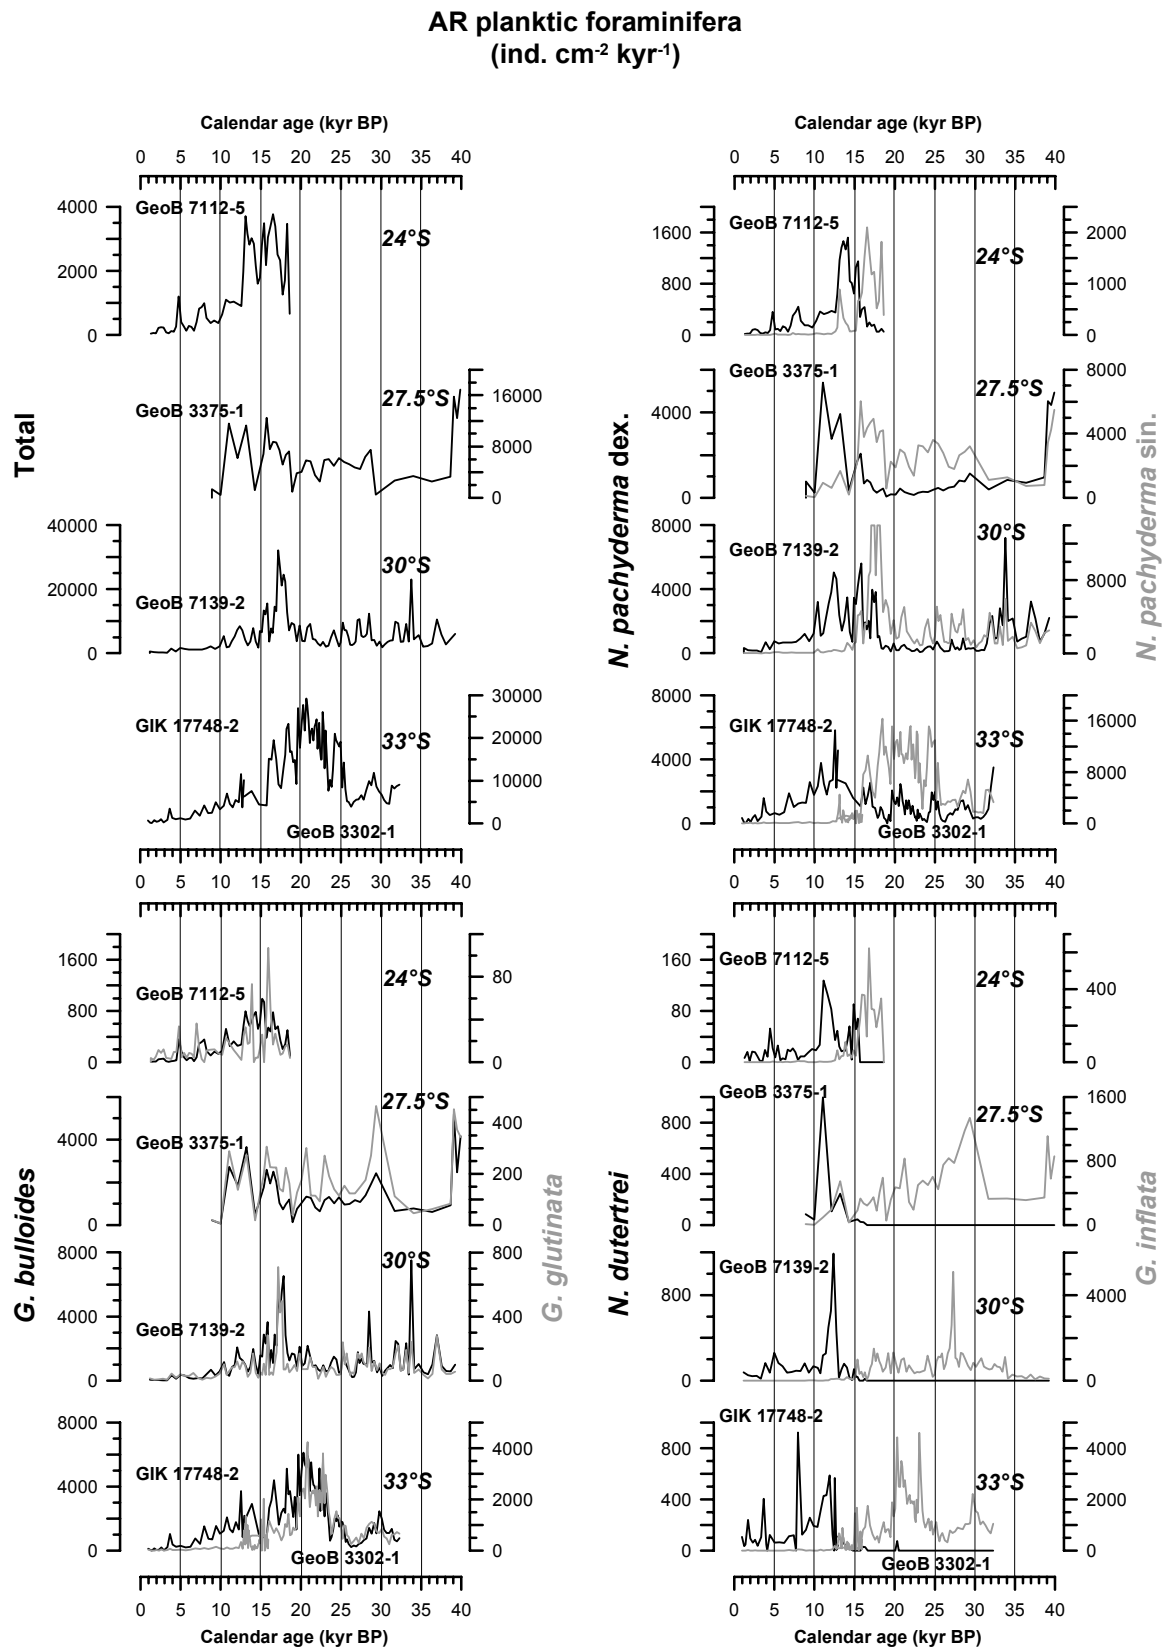 AR planktic foraminifera
(ind. cm-2 kyr-1)
Calendar age (kyr BP)
0 5 10 15 20 25 30 32 40
Total
4000
2000
0
GeoB 7112-5
24°S
16000
8000
0
GeoB 3375-1
27.5°S
40000
20000
0
GeoB 7139-2
30°S
30000
20000
10000
0
GIK 17748-2
33°S
GeoB 3302-1
0 5 10 15 20 25 30 35 40
Calendar age (kyr BP)
0 5 10 15 20 25 30 35 40
N. pachyderma dex.
N. pachyderma sin.
1600
800
0
GeoB 7112-5
24°S
2000
1000
0
4000
0
GeoB 3375-1
27.5°S
8000
4000
0
8000
4000
0
GeoB 7139-2
30°S
8000
0
8000
4000
0
GIK 17748-2
33°S
16000
8000
0
GeoB 3302-1
0 5 10 15 20 25 30 35 40
G. bulloides
G. glutinata
1600
800
0
GeoB 7112-5
24°S
80
0
4000
0
GeoB 3375-1
27.5°S
400
200
0
8000
4000
0
GeoB 7139-2
30°S
800
400
0
8000
4000
0
GIK 17748-2
33°S
4000
2000
0
GeoB 3302-1
0 5 10 15 20 25 30 35 40
Calendar age (kyr BP)
N. dutertrei
G. inflata
160
80
0
GeoB 7112-5
24°S
400
0
800
400
0
GeoB 3375-1
27.5°S
1600
800
0
800
0
GeoB 7139-2
30°S
4000
0
800
400
0
GIK 17748-2
33°S
4000
2000
0
GeoB 3302-1
0 5 10 15 20 25 30 35 40
Calendar age (kyr BP)